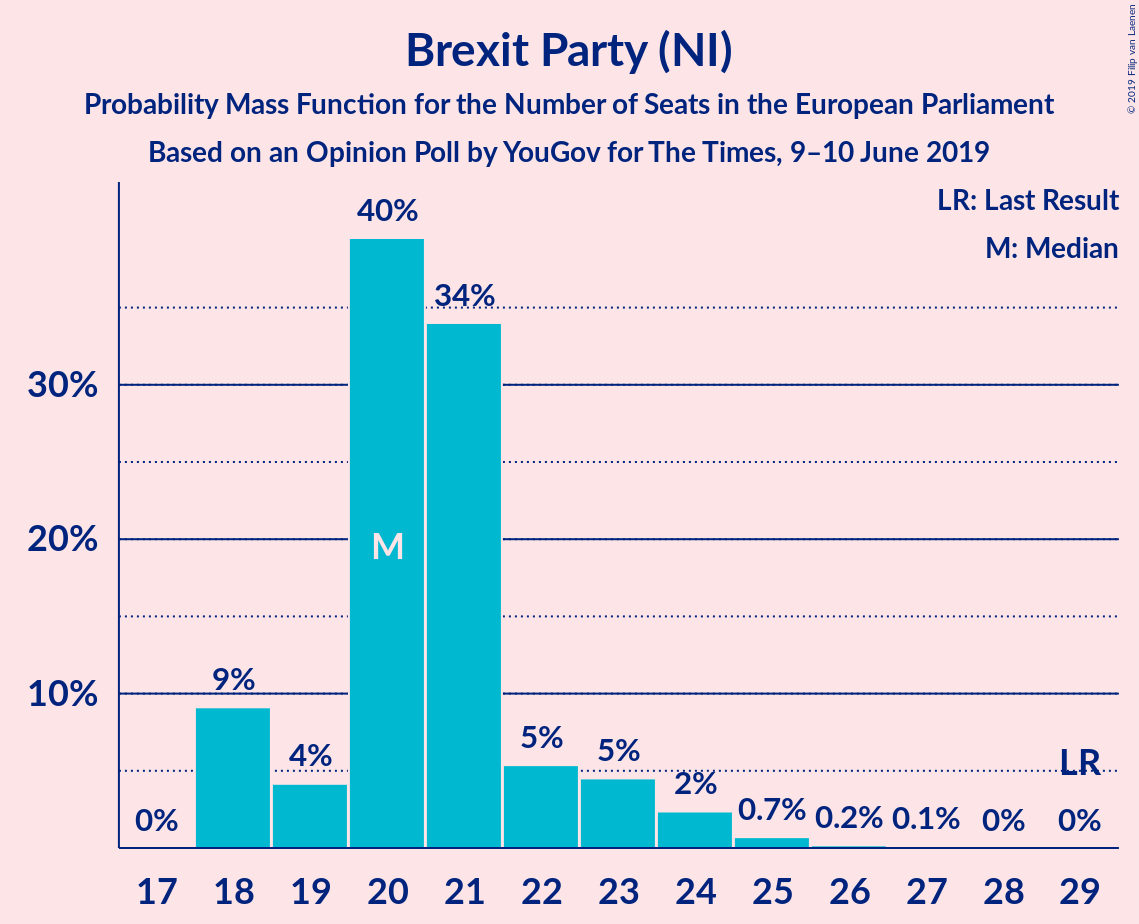 Brexit Party (NI)
Probability Mass Function for the Number of Seats in the European Parliament
Based on an Opinion Poll by YouGov for The Times, 9–10 June 2019
© 2019 Filip van Laenen
LR: Last Result
M: Median
40%
34%
30%
20%
M
10%
9%
4%
5%
5%
2%
0.7%
0.2%
0.1%
0%
0%
0%
LR
17 18 19 20 21 22 23 24 25 26 27 28 29